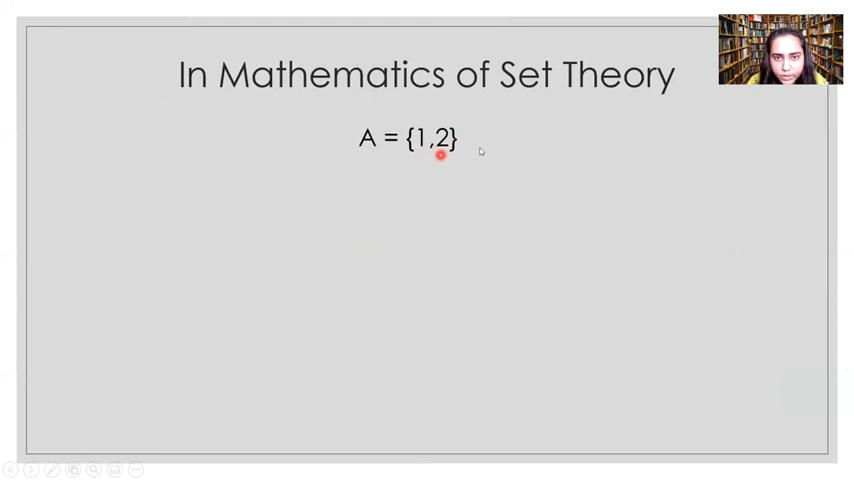 In Mathematics of Set Theory
A = {1,2}